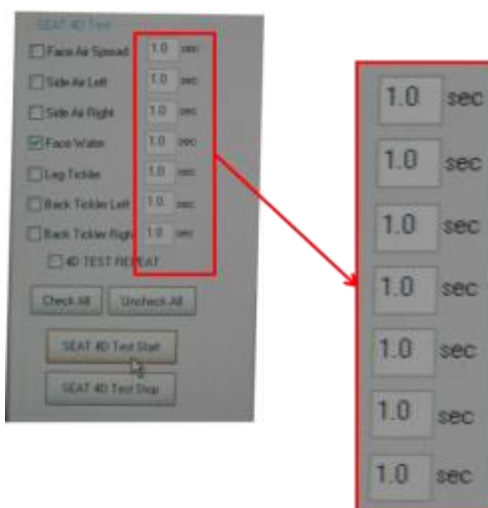 SEAT 4D Test
Face Air Spread 1.0 sec
Side Air Left 1.0 sec
Side Air Right 1.0 sec
Face Water 1.0 sec
Leg Tickler 1.0 sec
Back Tickler Left 1.0 sec
Back Tickler Right 1.0 sec
4D TEST REPEAT
Check All Uncheck All
SEAT 4D Test Start
SEAT 4D Test Stop
1.0 sec
1.0 sec
1.0 sec
1.0 sec
1.0 sec
1.0 sec
1.0 sec